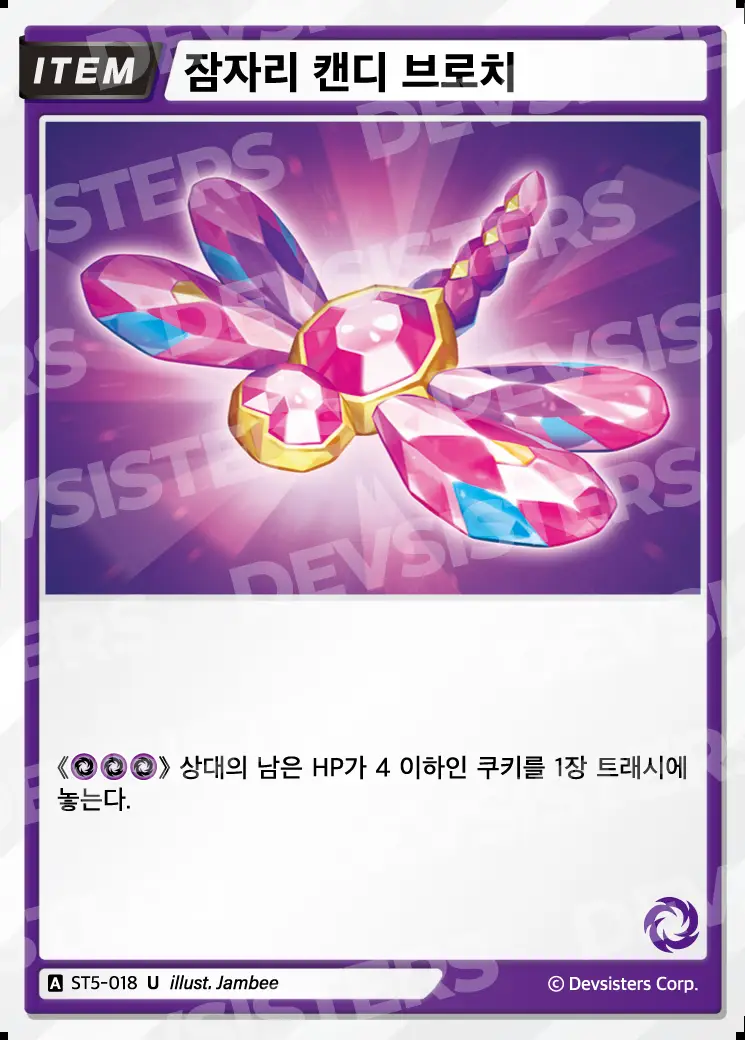 ITEM
잠자리 캔디 브로치
《》 상대의 남은 HP가 4 이하인 쿠키를 1장 트래시에
놓는다.
A ST5-018 U illust. Jambee
© Devsisters Corp.
DEVSISTERS